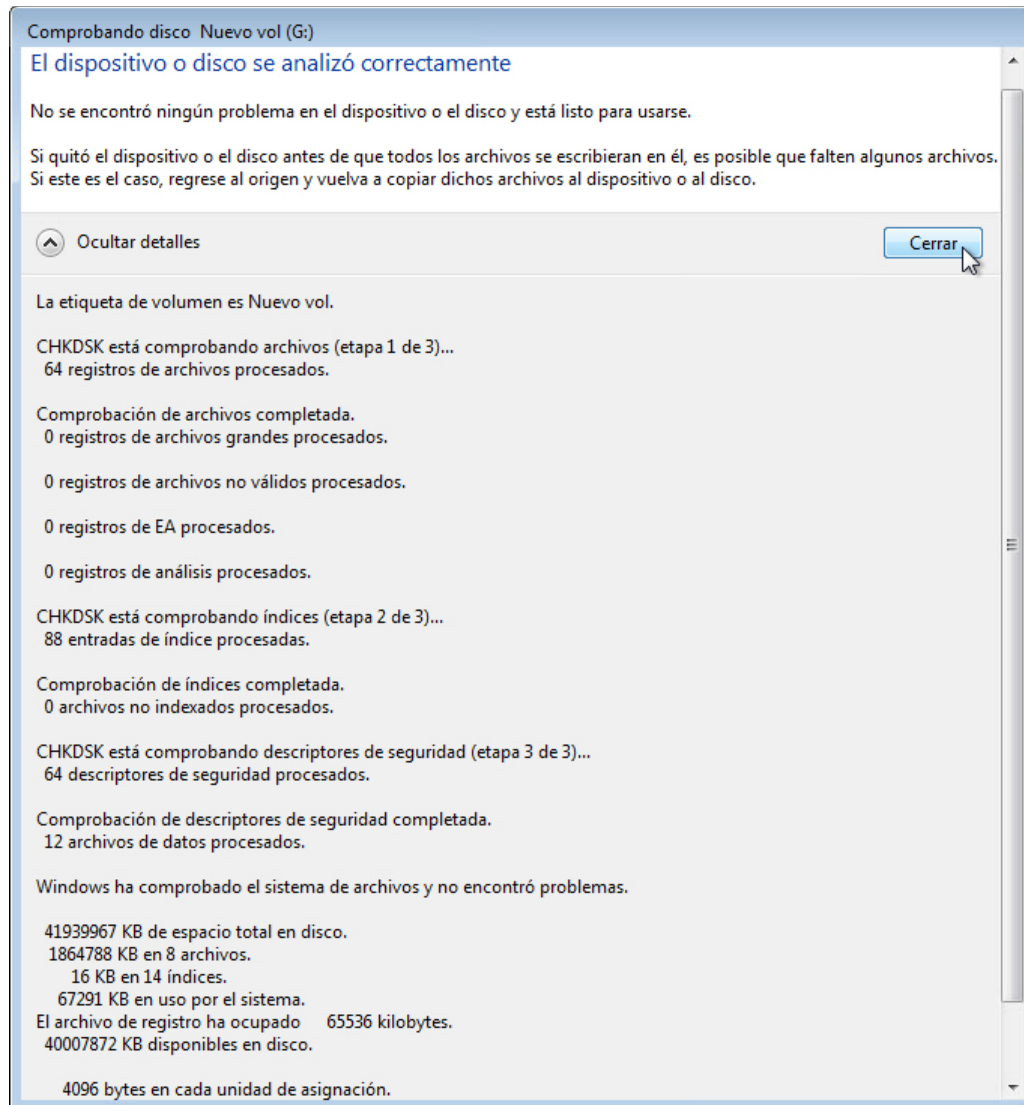 Comprobando disco Nuevo vol (G:)
El dispositivo o disco se analizó correctamente
No se encontró ningún problema en el dispositivo o el disco y está listo para usarse.
Si quitó el dispositivo o el disco antes de que todos los archivos se escribieran en él, es posible que falten algunos archivos.
Si este es el caso, regrese al origen y vuelva a copiar dichos archivos al dispositivo o al disco.
Ocultar detalles
Cerrar
La etiqueta de volumen es Nuevo vol.
CHKDSK está comprobando archivos (etapa 1 de 3)...
64 registros de archivos procesados.
Comprobación de archivos completada.
0 registros de archivos grandes procesados.
0 registros de archivos no válidos procesados.
0 registros de EA procesados.
0 registros de análisis procesados.
CHKDSK está comprobando índices (etapa 2 de 3)...
88 entradas de índice procesadas.
Comprobación de índices completada.
0 archivos no indexados procesados.
CHKDSK está comprobando descriptores de seguridad (etapa 3 de 3)...
64 descriptores de seguridad procesados.
Comprobación de descriptores de seguridad completada.
12 archivos de datos procesados.
Windows ha comprobado el sistema de archivos y no encontró problemas.
41939967 KB de espacio total en disco.
1864788 KB en 8 archivos.
16 KB en 14 índices.
67291 KB en uso por el sistema.
El archivo de registro ha ocupado 65536 kilobytes.
40007872 KB disponibles en disco.
4096 bytes en cada unidad de asignación.